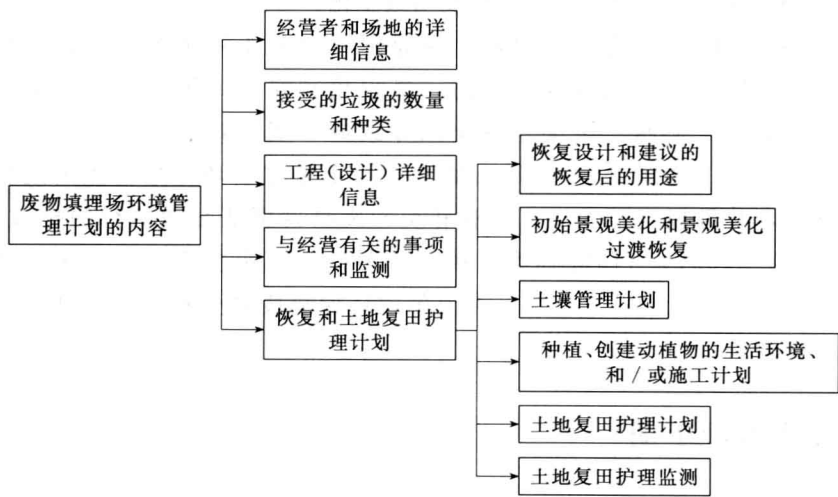 废物填埋场环境管
理计划的内容
经营者和场地的详
细信息
接受的垃圾的数量
和种类
工程(设计)详细
信息
与经营有关的事项
和监测
恢复和土地复田护
理计划
恢复设计和建议的
恢复后的用途
初始景观美化和景观美化
过渡恢复
土壤管理计划
种植、创建动植物的生活环境、
和/或施工计划
土地复田护理计划
土地复田护理监测